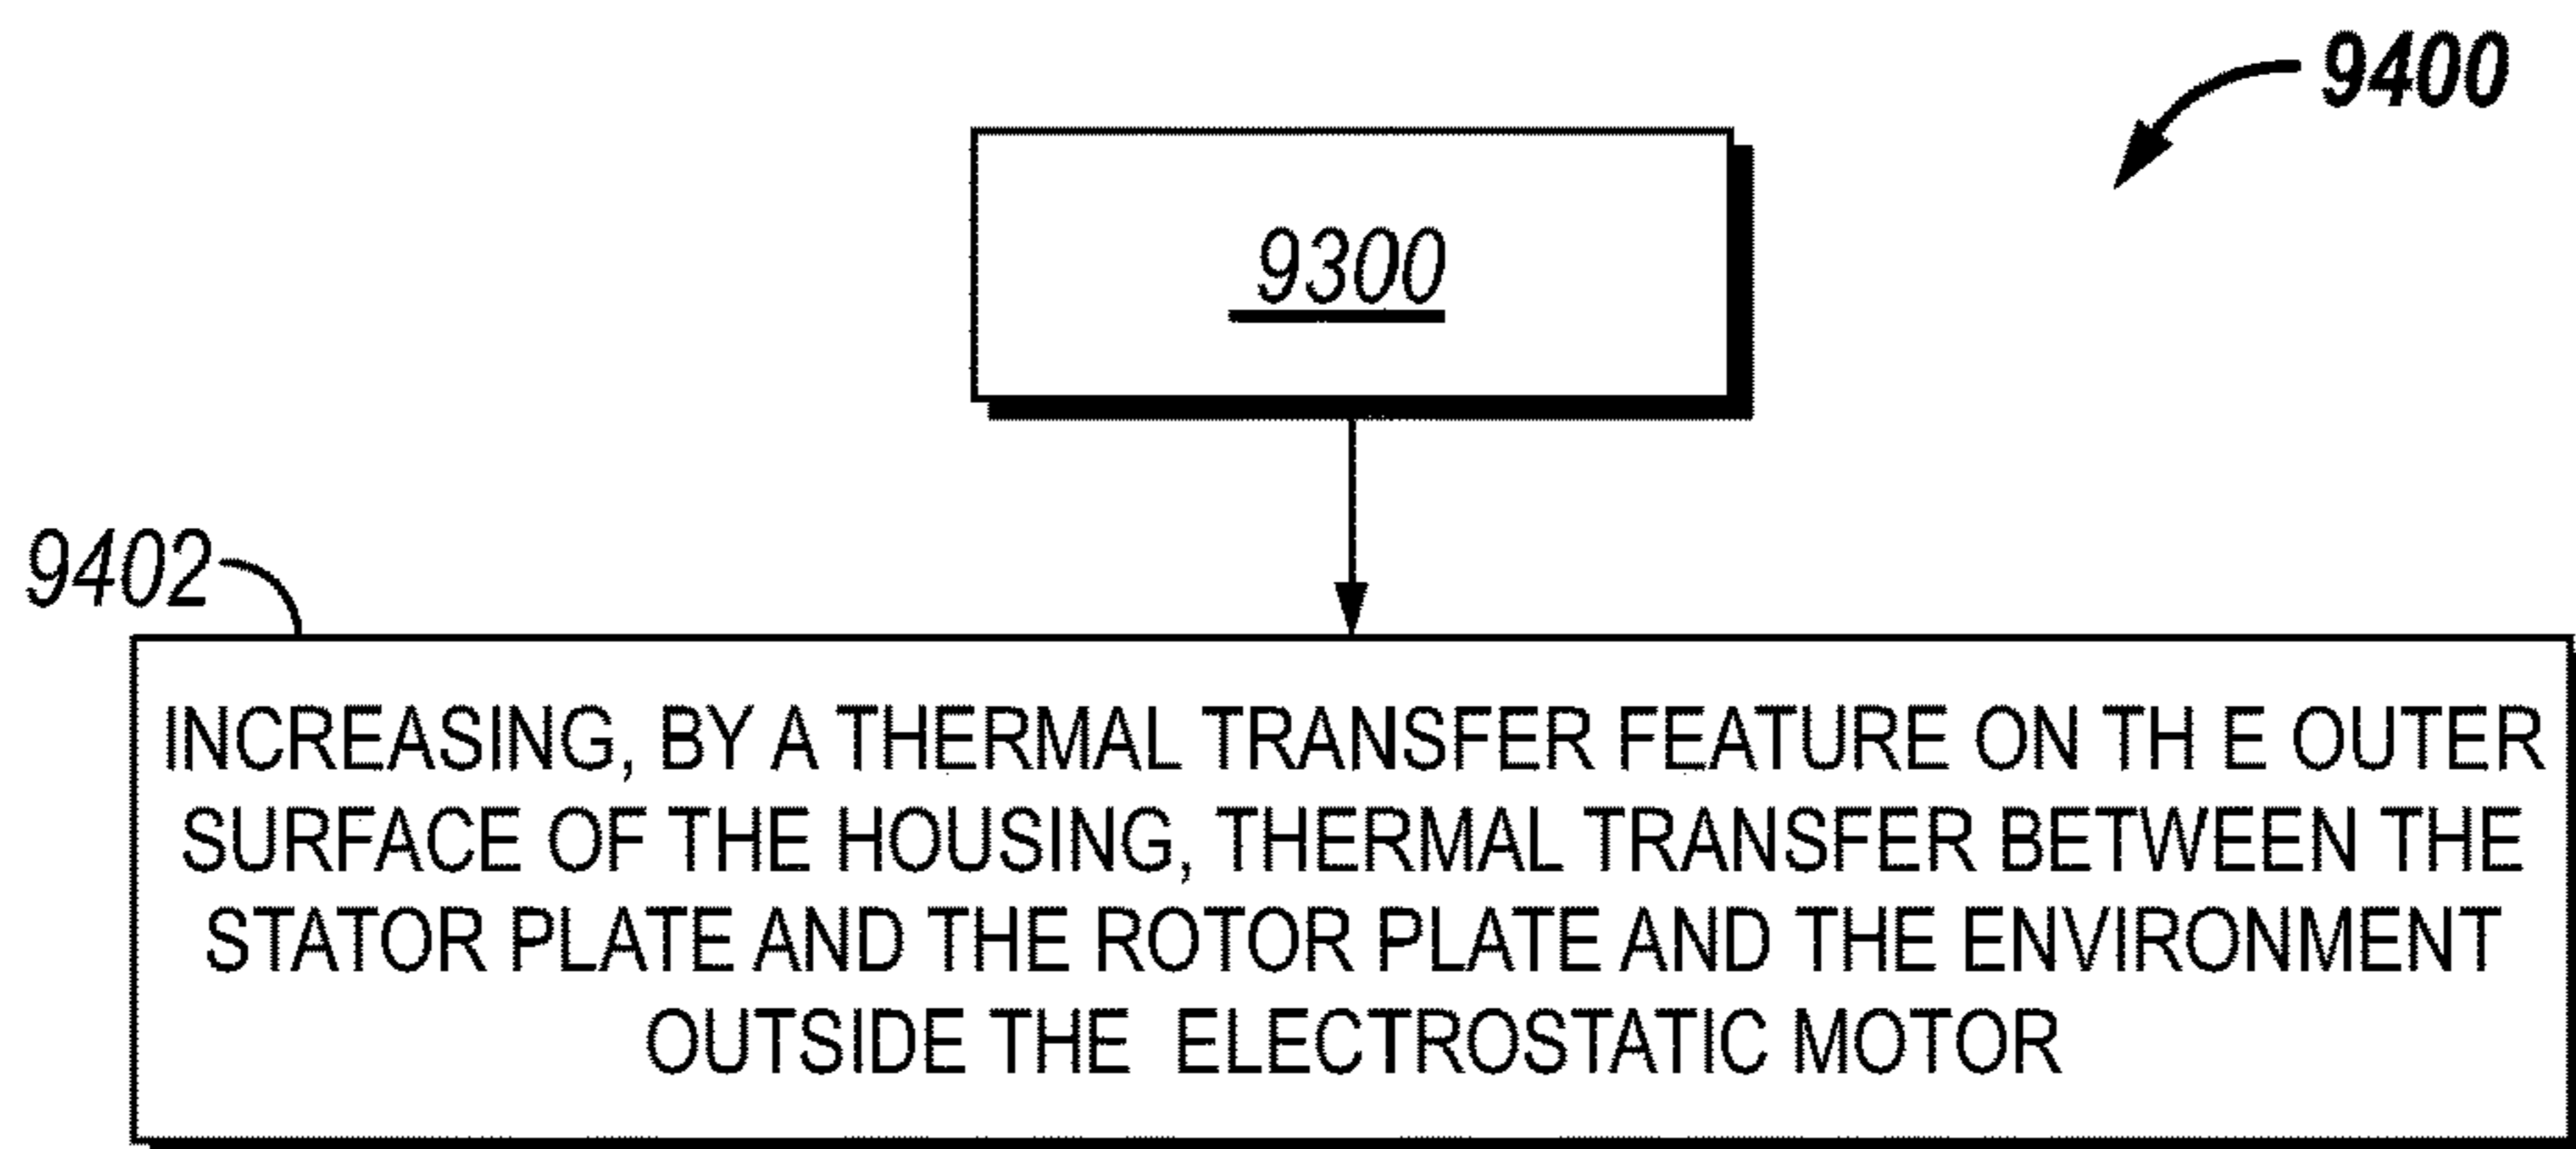 9400
9300
9402
INCREASING, BY A THERMAL TRANSFER FEATURE ON TH E OUTER
SURFACE OF THE HOUSING, THERMAL TRANSFER BETWEEN THE
STATOR PLATE AND THE ROTOR PLATE AND THE ENVIRONMENT
OUTSIDE THE ELECTROSTATIC MOTOR